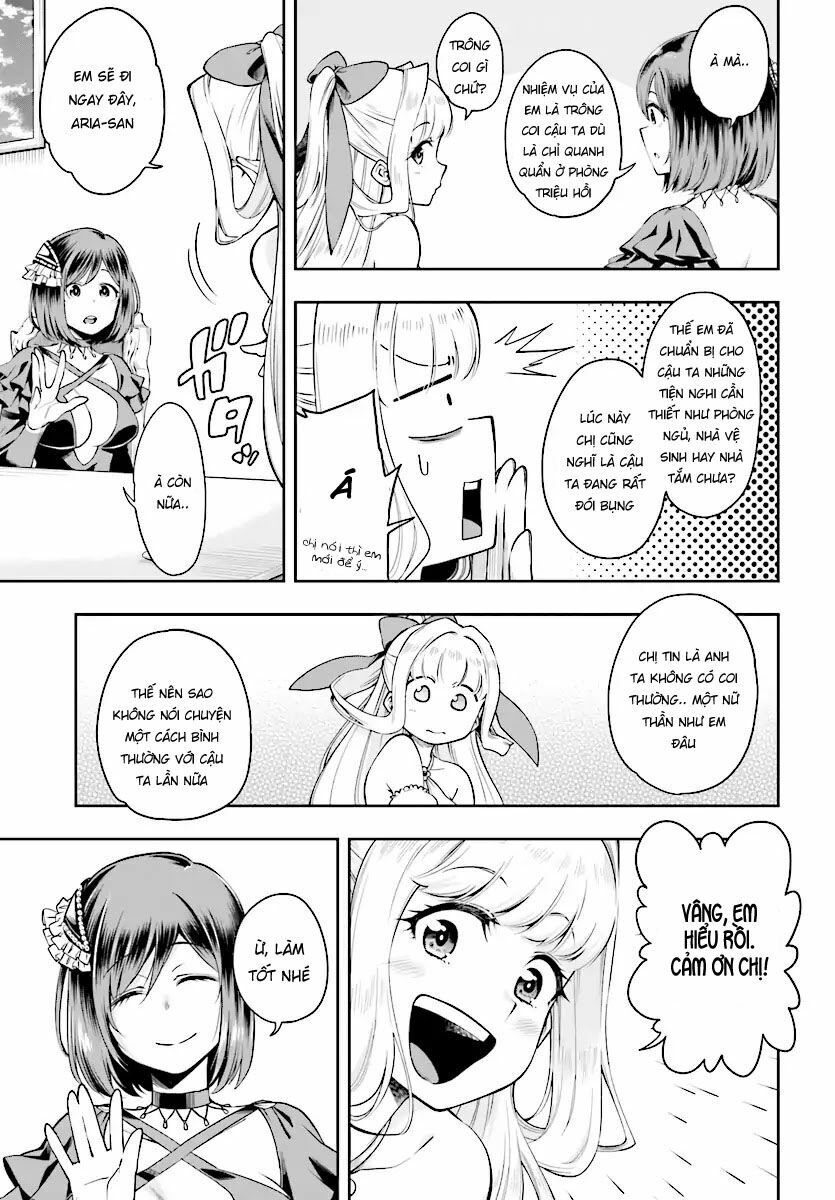 À MÀ..
NHIỆM VỤ CỦA
EM LÀ TRÔNG
COI CẬU TA DÙ
LÀ CHỈ QUANH
QUẨN Ở PHÒNG
TRIỆU HỒI
TRÔNG
COI GÌ
CHỨ?
EM SẼ ĐI
NGAY ĐÂY,
ARIA-SAN
ガタッ
À CÒN
NỮA..
THẾ EM ĐÃ
CHUẨN BỊ CHO
CẬU TA NHỮNG
TIỆN NGHI CẦN
THIẾT NHƯ PHÒNG
NGỦ, NHÀ VỆ
SINH HAY NHÀ
TẮM CHƯA?
LÚC NÀY
CHỊ CŨNG
NGHĨ LÀ CẬU
TA ĐANG RẤT
ĐÓI BỤNG
Á
chị nói thì em
mới để ý..
CHỊ TIN LÀ ANH
TA KHÔNG CÓ COI
THƯỜNG.. MỘT NỮ
THẦN NHƯ EM
ĐÂU
THẾ NÊN SAO
KHÔNG NÓI CHUYỆN
MỘT CÁCH BÌNH
THƯỜNG VỚI CẬU
TA LẦN NỮA
VÂNG, EM
HIỂU RỒI.
CẢM ƠN CHỊ!
Ừ, LÀM
TỐT NHÉ